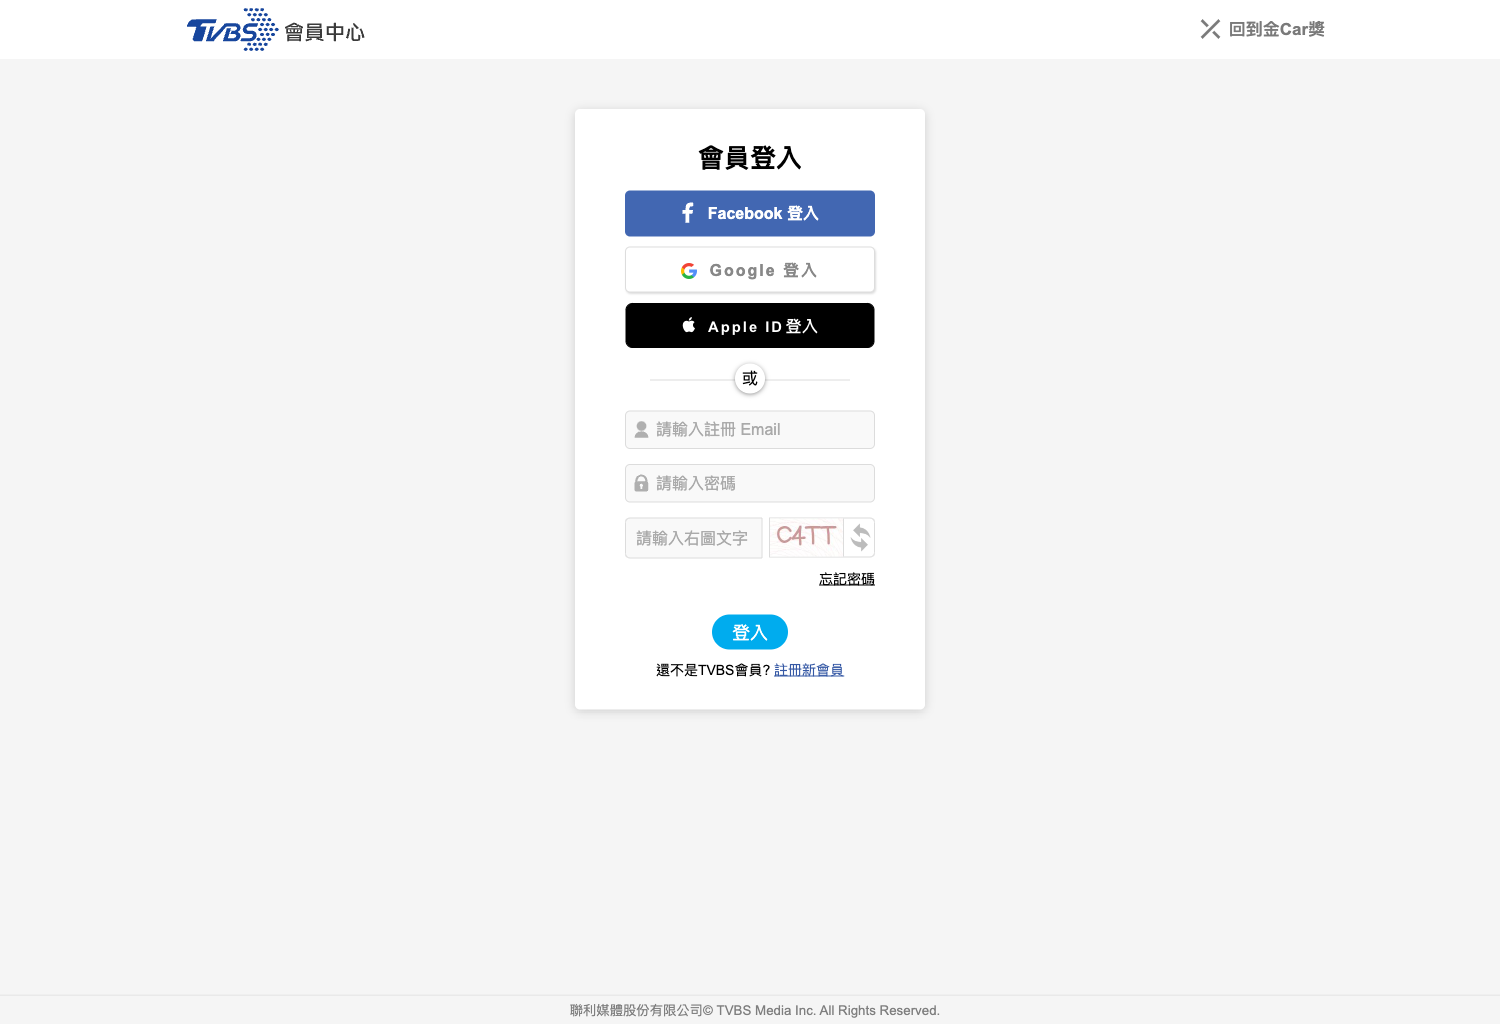 TVBS 會員中心
回到金Car獎
會員登入
Facebook 登入
Google 登入
Apple ID 登入
或
請輸入註冊 Email
請輸入密碼
請輸入右圖文字
C4TT
忘記密碼
登入
還不是TVBS會員? 註冊新會員
聯利媒體股份有限公司© TVBS Media Inc. All Rights Reserved.